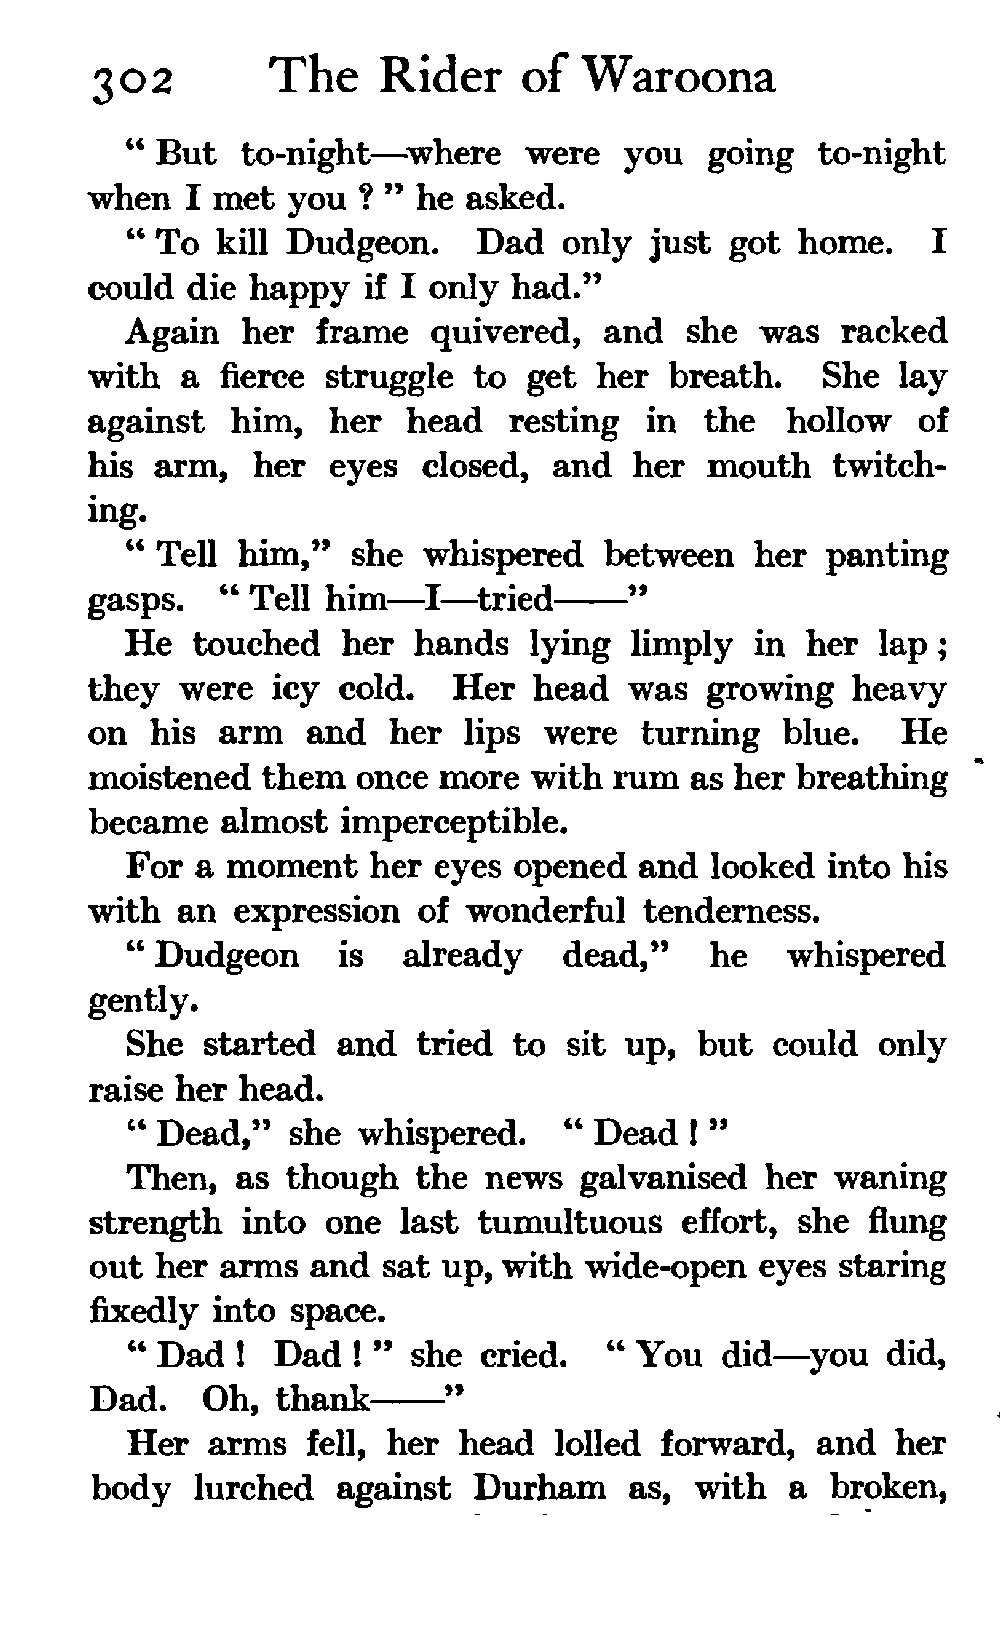 302 The Rider of Waroona
“ But to-night—where were you going to-night
when I met you ? ” he asked.
“ To kill Dudgeon. Dad only just got home. I
could die happy if I only had.”
Again her frame quivered, and she was racked
with a fierce struggle to get her breath. She lay
against him, her head resting in the hollow of
his arm, her eyes closed, and her mouth twitch-
ing.
“ Tell him,” she whispered between her panting
gasps. “ Tell him—I—tried——”
He touched her hands lying limply in her lap ;
they were icy cold. Her head was growing heavy
on his arm and her lips were turning blue. He
moistened them once more with rum as her breathing
became almost imperceptible.
For a moment her eyes opened and looked into his
with an expression of wonderful tenderness.
“ Dudgeon is already dead,” he whispered
gently.
She started and tried to sit up, but could only
raise her head.
“ Dead,” she whispered. “ Dead ! ”
Then, as though the news galvanised her waning
strength into one last tumultuous effort, she flung
out her arms and sat up, with wide-open eyes staring
fixedly into space.
“ Dad ! Dad ! ” she cried. “ You did—you did,
Dad. Oh, thank——”
Her arms fell, her head lolled forward, and her
body lurched against Durham as, with a broken,